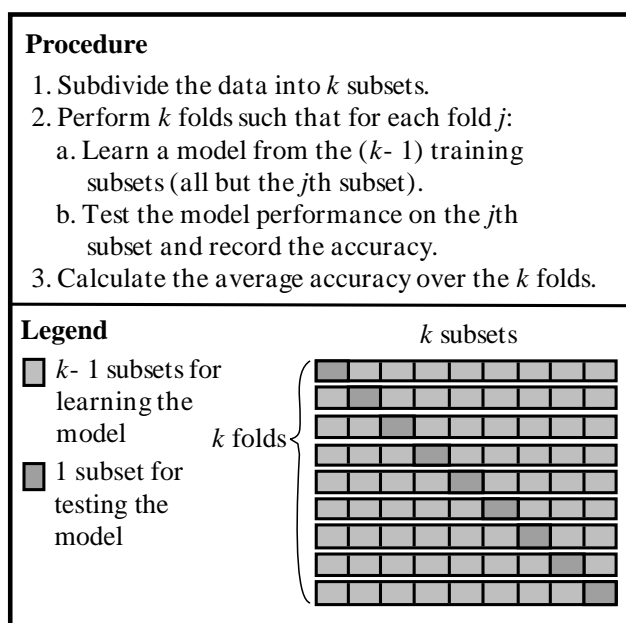 Procedure
1. Subdivide the data into k subsets.
2. Perform k folds such that for each fold j:
a. Learn a model from the (k- 1) training
subsets (all but the jth subset).
b. Test the model performance on the jth
subset and record the accuracy.
3. Calculate the average accuracy over the k folds.
Legend
k- 1 subsets for
learning the
model
1 subset for
testing the
model
k subsets
k folds